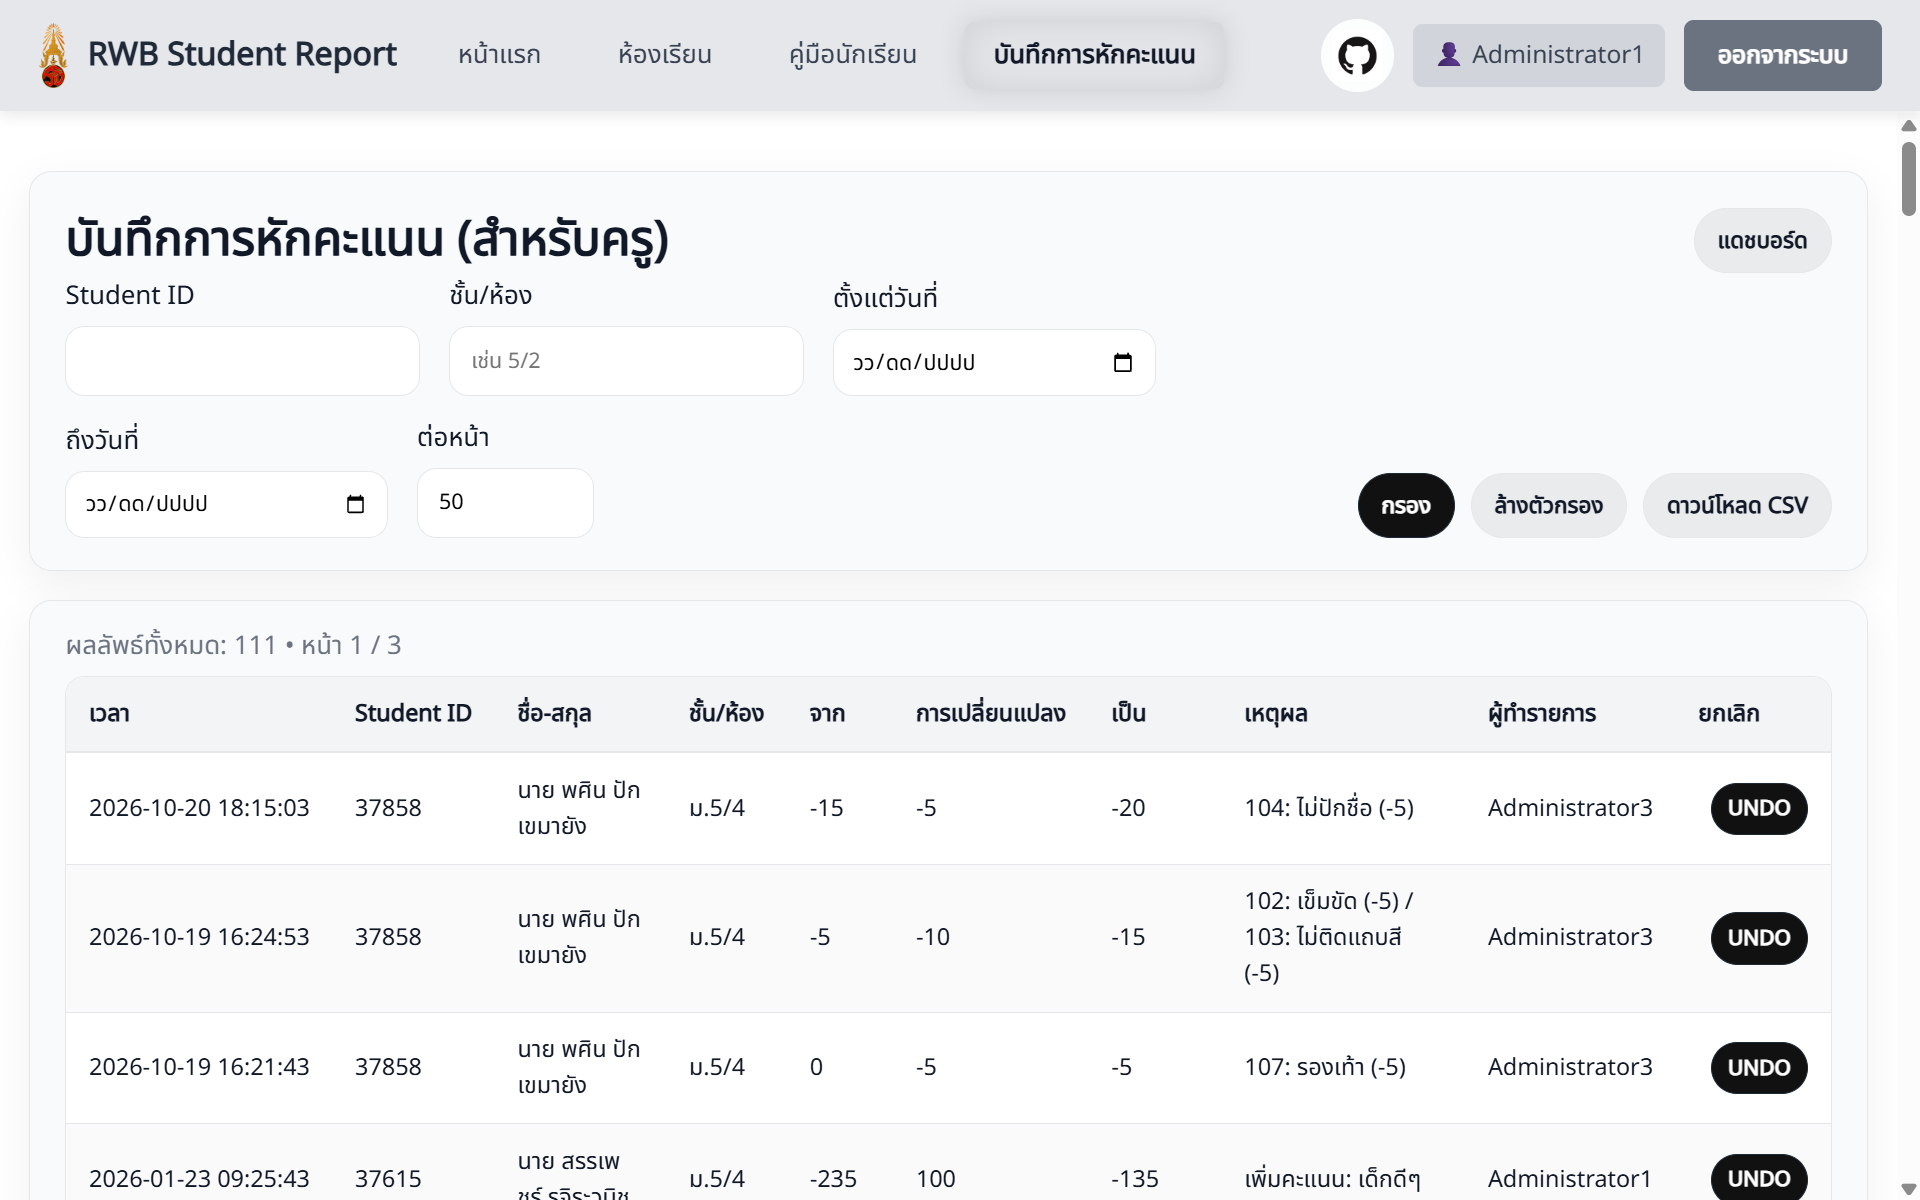 RWB Student Report
หน้าแรก
ห้องเรียน
คู่มือนักเรียน
บันทึกการหักคะแนน
Administrator1
ออกจากระบบ
บันทึกการหักคะแนน (สำหรับครู)
แดชบอร์ด
Student ID
ชั้น/ห้อง
ตั้งแต่วันที่
เช่น 5/2
วว/ดด/ปปปป
ถึงวันที่
ต่อหน้า
วว/ดด/ปปปป
50
กรอง
ล้างตัวกรอง
ดาวน์โหลด CSV
ผลลัพธ์ทั้งหมด: 111 • หน้า 1 / 3
เวลา Student ID ชื่อ-สกุล ชั้น/ห้อง จาก การเปลี่ยนแปลง เป็น เหตุผล ผู้ทำรายการ ยกเลิก
2026-10-20 18:15:03 37858 นาย พศิน ปัก
เขมายัง
ม.5/4 -15 -5 -20 104: ไม่ปักชื่อ (-5) Administrator3 UNDO
2026-10-19 16:24:53 37858 นาย พศิน ปัก
เขมายัง
ม.5/4 -5 -10 -15 102: เข็มขัด (-5) /
103: ไม่ติดแถบสี
(-5)
Administrator3 UNDO
2026-10-19 16:21:43 37858 นาย พศิน ปัก
เขมายัง
ม.5/4 0 -5 -5 107: รองเท้า (-5) Administrator3 UNDO
2026-01-23 09:25:43 37615 นาย สรรเพ
ม.5/4 -235 100 -135 เพิ่มคะแนน: เด็กดีๆ Administrator1 UNDO